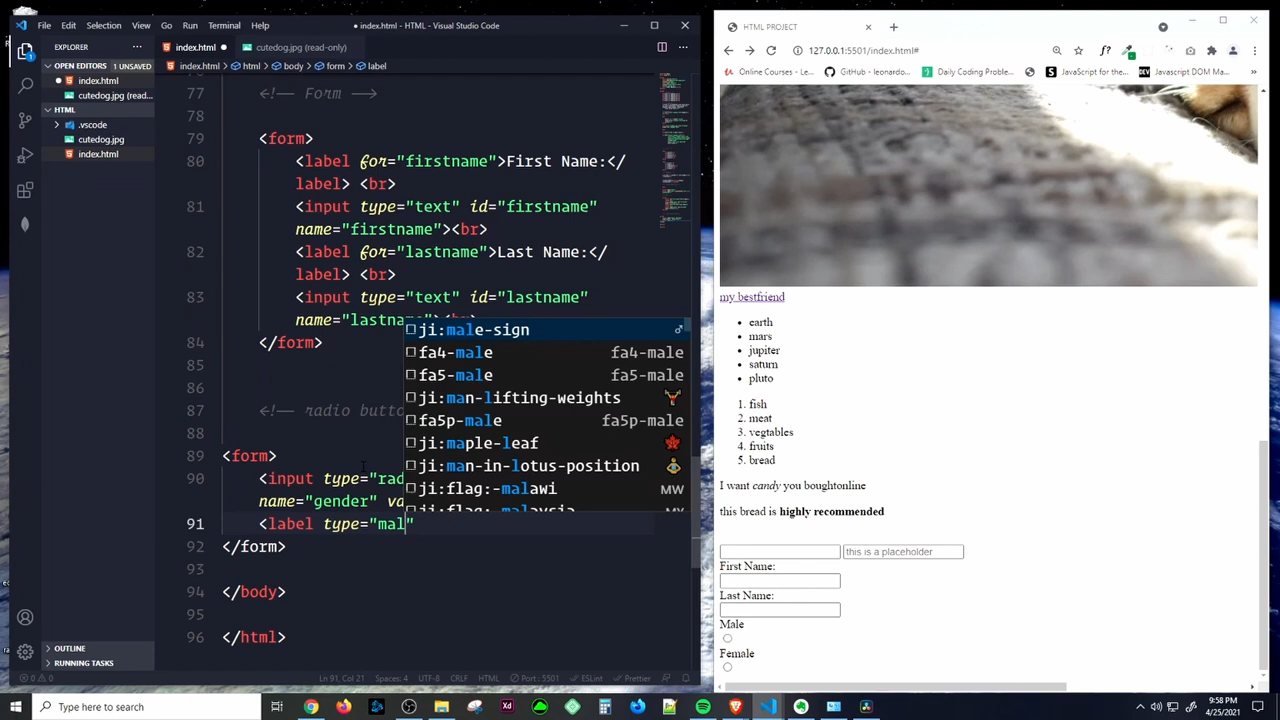 File Edit Selection View Go Run Terminal Help
index.html - HTML - Visual Studio Code
EXPLORER
OPEN EDITORS 1 UNSAVED
index.html
cutedog.jpg (read
HTML
.vscode
cutedog.jpg
index.html
OUTLINE
RUNNING TASKS
index.html
cutedog.jpg (read-only)
index.html > html > body > form > label
form —
78
79 <form>
80 <label for="firstname">First Name:</
label> <br>
81 <input type="text" id="firstname"
name="firstname"><br>
82 <label for="lastname">Last Name:</
label> <br>
83 <input type="text" id="lastname"
name="lastna
84 </form>
85
86
87 <!— radio butto
88
89 <form>
90 <input type="rad
name="gender" va
91 <label type="mal"
92 </form>
93
94 </body>
95
96 </html>
ji:male-sign
fa4-male fa4-male
fa5-male fa5-male
ji:man-lifting-weights
fa5p-male fa5p-male
ji:maple-leaf
ji:man-in-lotus-position
ji:flag:-malawi MW
ji:flag:-malaysia
0 0
Ln 91, Col 21 Spaces: 4 UTF-8 CRLF HTML Port: 5501 ESLint Prettier
HTML PROJECT
127.0.0.1:5501/index.html#
f?
Online Courses - Le...
GitHub - leonardo...
Daily Coding Proble...
JavaScript for the...
Javascript DOM Ma...
my bestfriend
earth
mars
jupiter
saturn
pluto
1. fish
2. meat
3. vegtables
4. fruits
5. bread
I want candy you boughtonline
this bread is highly recommended
this is a placeholder
First Name:
Last Name:
Male
Female
Type here to search
9:58 PM
4/25/2021